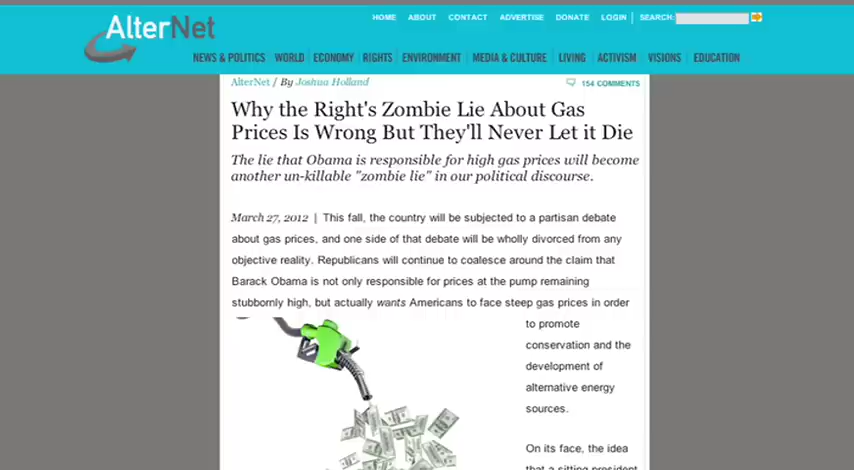 AlterNet
HOME ABOUT CONTACT ADVERTISE DONATE LOGIN SEARCH:
NEWS & POLITICS WORLD ECONOMY RIGHTS ENVIRONMENT MEDIA & CULTURE LIVING ACTIVISM VISIONS EDUCATION
AlterNet / By Joshua Holland
154 COMMENTS
Why the Right's Zombie Lie About Gas
Prices Is Wrong But They'll Never Let it Die
The lie that Obama is responsible for high gas prices will become
another un-killable "zombie lie" in our political discourse.
March 27, 2012 | This fall, the country will be subjected to a partisan debate
about gas prices, and one side of that debate will be wholly divorced from any
objective reality. Republicans will continue to coalesce around the claim that
Barack Obama is not only responsible for prices at the pump remaining
stubbornly high, but actually wants Americans to face steep gas prices in order
to promote
conservation and the
development of
alternative energy
sources.
On its face, the idea
that a sitting president